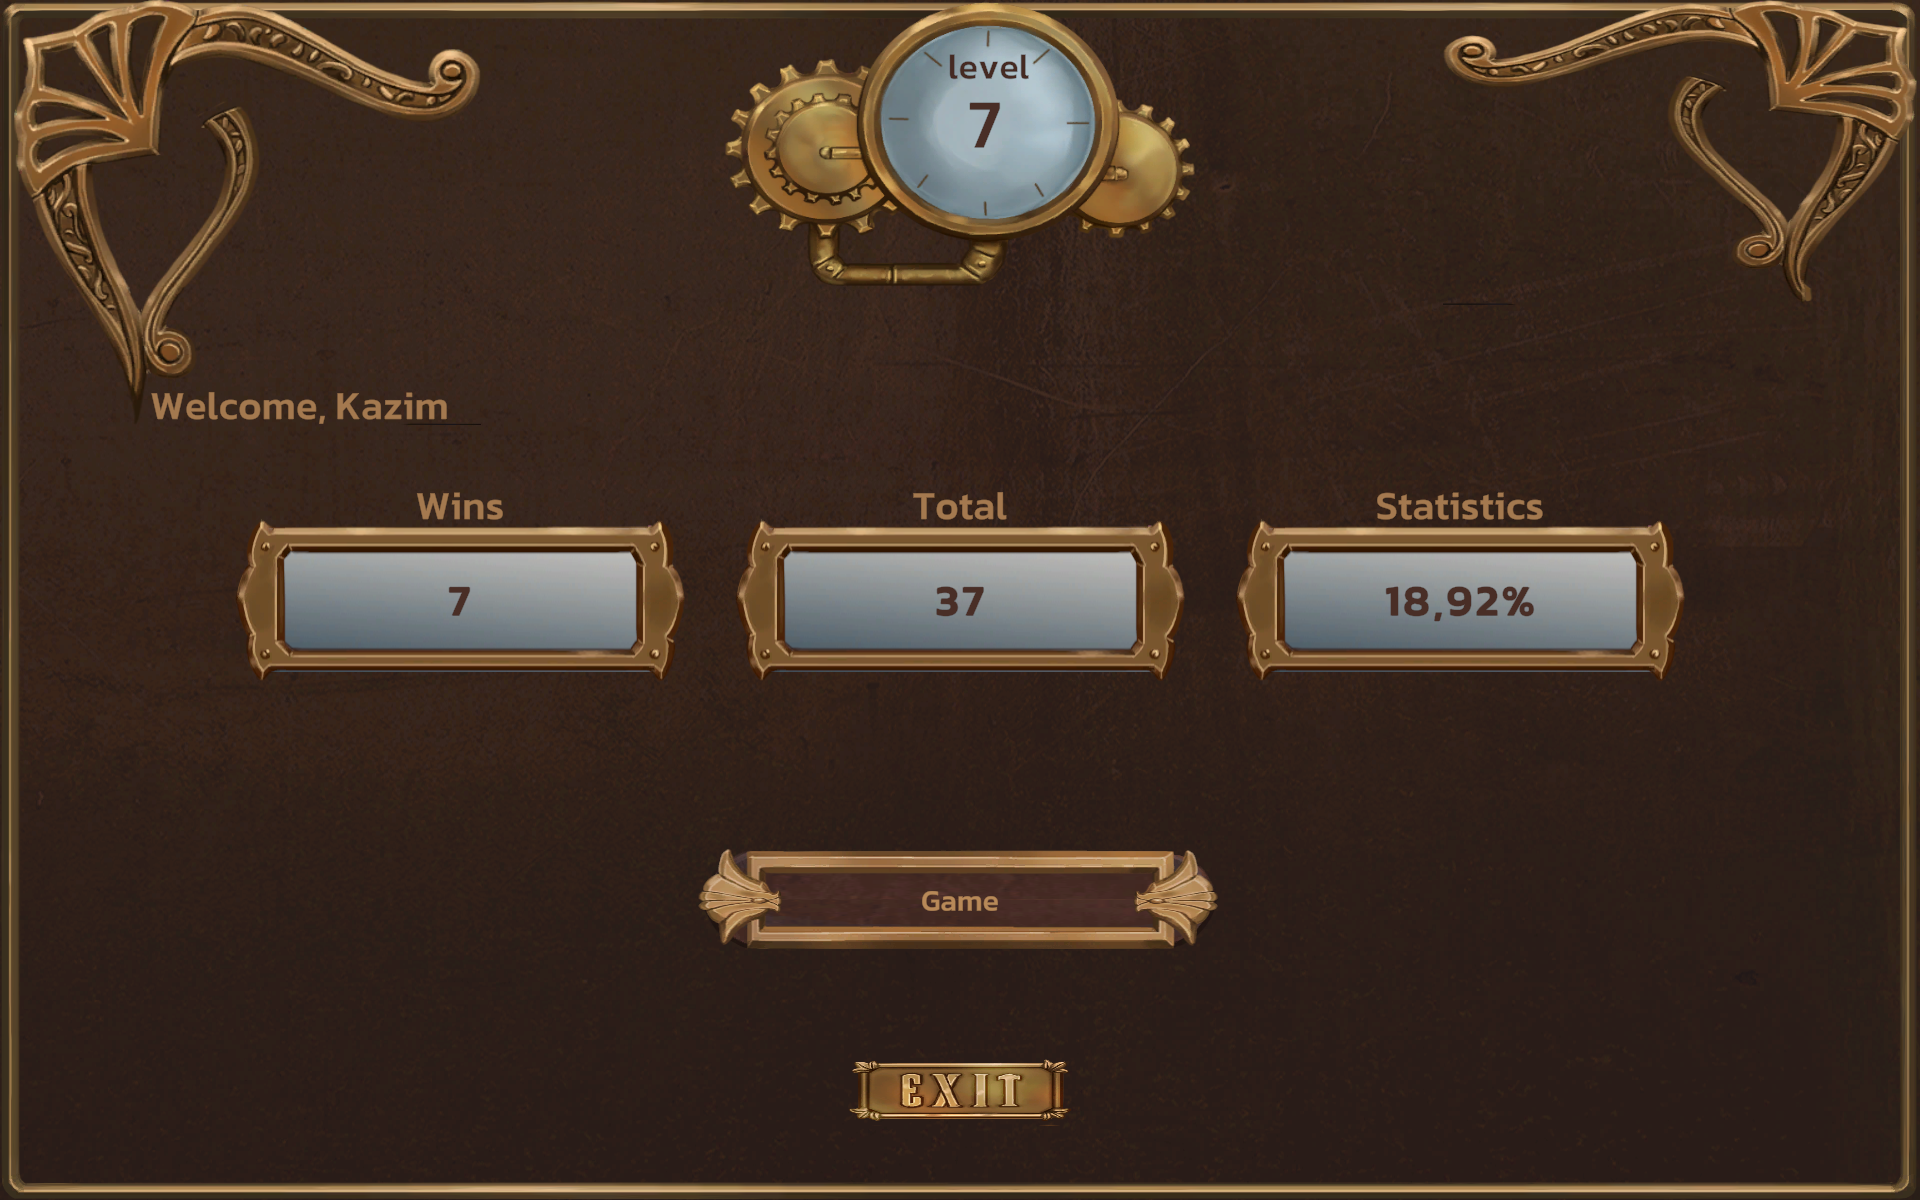 level
7
Welcome, Kazim
Wins
Total
Statistics
7
37
18,92%
Game
EXIT